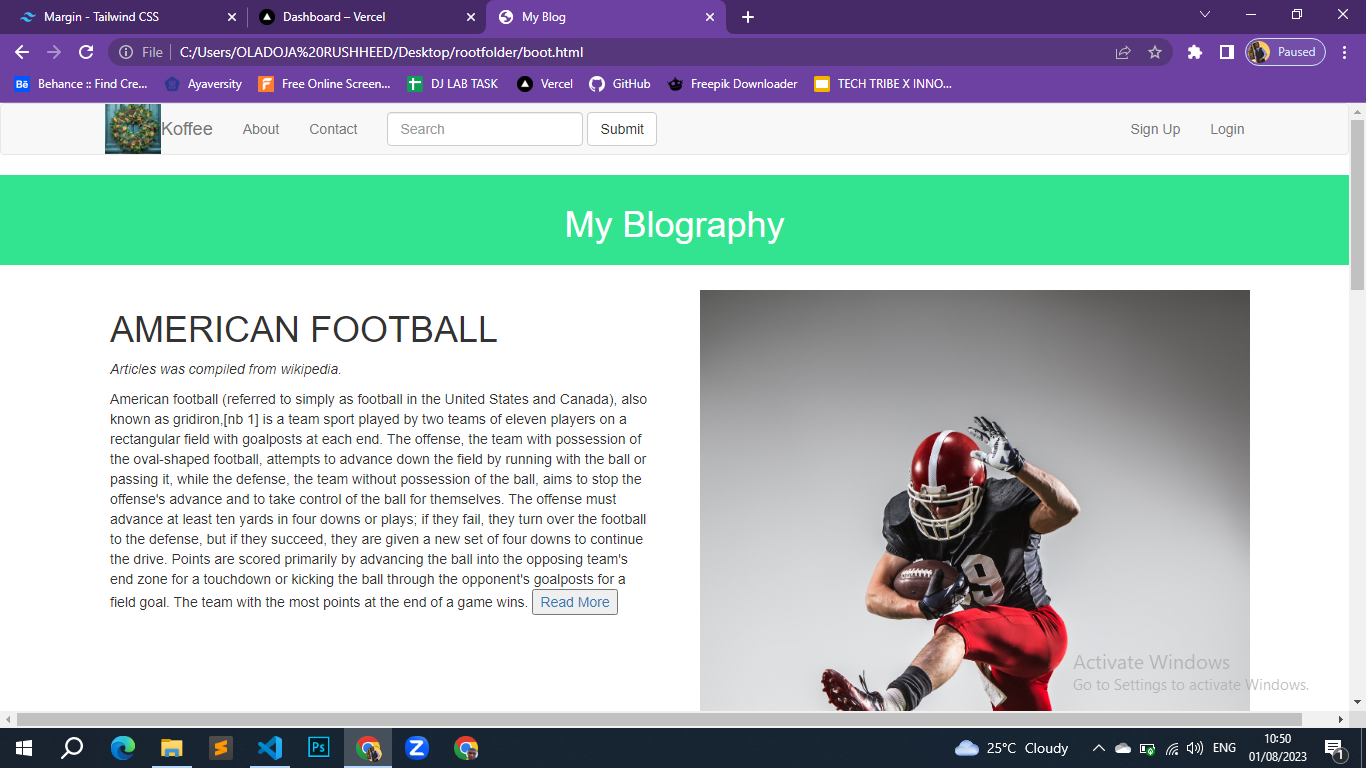 Margin - Tailwind CSS
Dashboard – Vercel
My Blog
File
C:/Users/OLADOJA%20RUSHHEED/Desktop/rootfolder/boot.html
Paused
Bē Behance :: Find Cre...
Ayaversity
Free Online Screen...
DJ LAB TASK
Vercel
GitHub
Freepik Downloader
TECH TRIBE X INNO...
Koffee
About
Contact
Search
Submit
Sign Up
Login
My Blography
AMERICAN FOOTBALL
Articles was compiled from wikipedia.
American football (referred to simply as football in the United States and Canada), also
known as gridiron,[nb 1] is a team sport played by two teams of eleven players on a
rectangular field with goalposts at each end. The offense, the team with possession of
the oval-shaped football, attempts to advance down the field by running with the ball or
passing it, while the defense, the team without possession of the ball, aims to stop the
offense's advance and to take control of the ball for themselves. The offense must
advance at least ten yards in four downs or plays; if they fail, they turn over the football
to the defense, but if they succeed, they are given a new set of four downs to continue
the drive. Points are scored primarily by advancing the ball into the opposing team's
end zone for a touchdown or kicking the ball through the opponent's goalposts for a
field goal. The team with the most points at the end of a game wins. Read More
9
Activate Windows
Go to Settings to activate Windows.
Ps
25°C Cloudy
ENG
10:50
01/08/2023
1